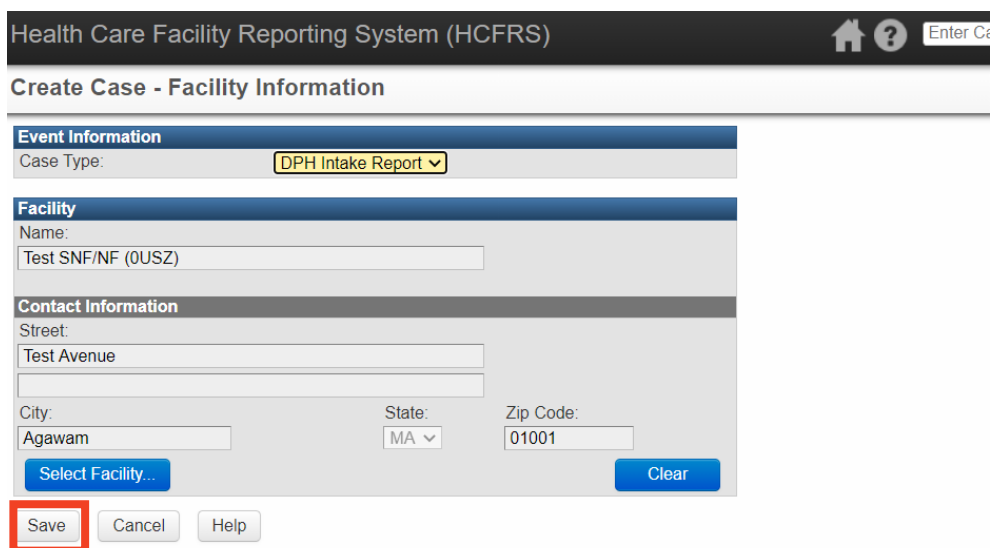 Health Care Facility Reporting System (HCFRS) ? Enter Ca
Create Case - Facility Information
Event Information
Case Type: DPH Intake Report
Facility
Name:
Test SNF/NF (0USZ)
Contact Information
Street:
Test Avenue
City: State: Zip Code:
Agawam MA 01001
Select Facility... Clear
Save Cancel Help